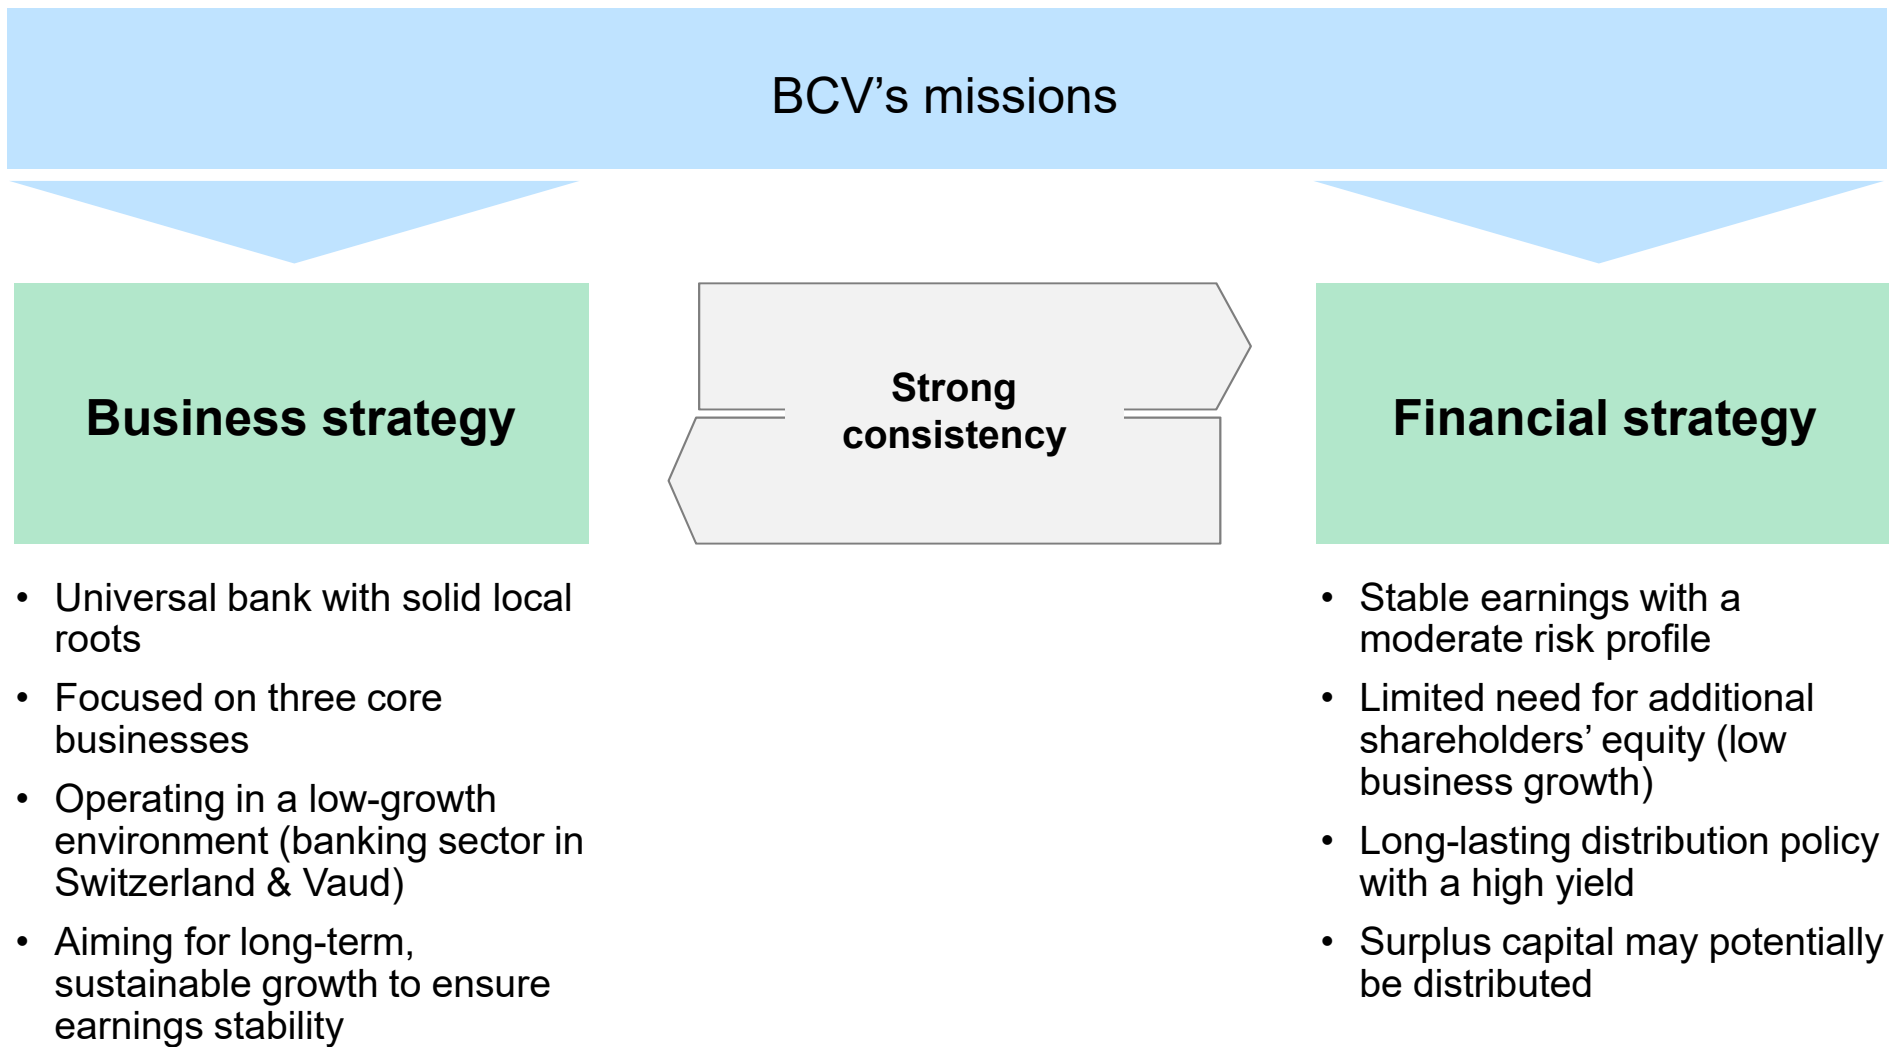 BCV’s missions
Business strategy
Strong
consistency
Financial strategy
• Universal bank with solid local
roots
• Focused on three core
businesses
• Operating in a low-growth
environment (banking sector in
Switzerland & Vaud)
• Aiming for long-term,
sustainable growth to ensure
earnings stability
• Stable earnings with a
moderate risk profile
• Limited need for additional
shareholders’ equity (low
business growth)
• Long-lasting distribution policy
with a high yield
• Surplus capital may potentially
be distributed